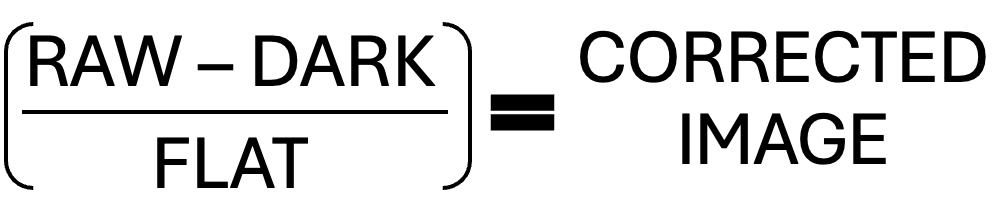 RAW – DARK
FLAT
=
CORRECTED
IMAGE